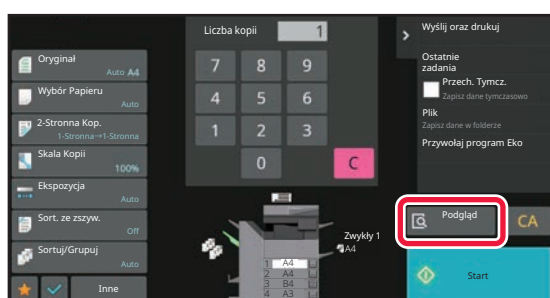 Liczba kopii
1
Oryginał
Auto A4
Wybór Papieru
Auto
2-Stronna Kop.
1-Stronna→1-Stronna
Skala Kopii
100%
Ekspozycja
Auto
Sort. ze zszyw.
Off
Sortuj/Grupuj
Auto
Inne
7 8 9
4 5 6
1 2 3
0 C
Zwykły 1
A4
1 A4
2 A4
3 B4
4 A3
Wyślij oraz drukuj
Ostatnie
zadania
Przech. Tymcz.
Zapisz dane tymczasowo
Plik
Zapisz dane w folderze
Przywołaj program Eko
Podgląd
CA
Start